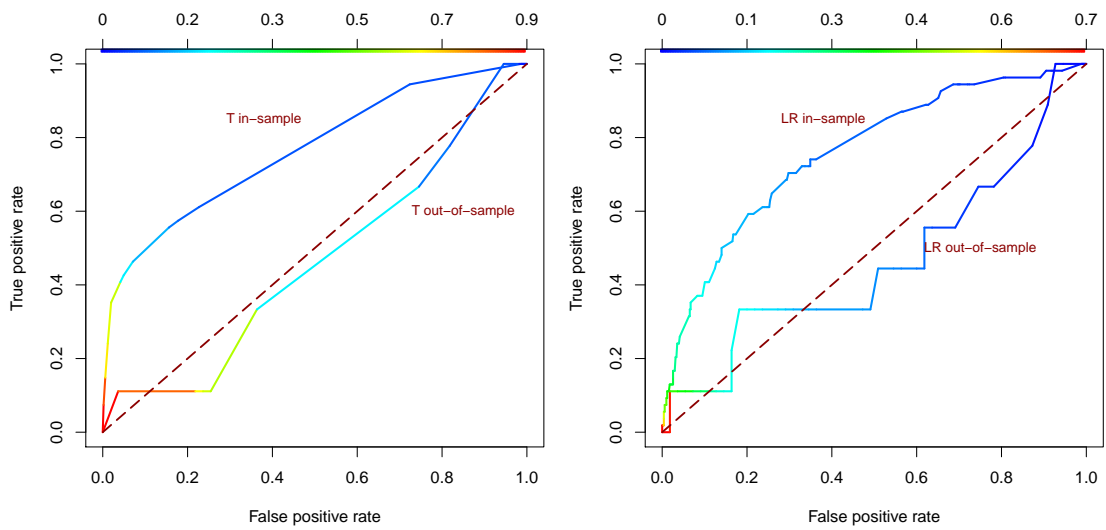 0 0.2 0.3 0.5 0.7 0.9
True positive rate
1.0
0.8
0.6
0.4
0.2
0.0
T in−sample
T out−of−sample
0.0 0.2 0.4 0.6 0.8 1.0
False positive rate
0 0.1 0.3 0.4 0.6 0.7
True positive rate
1.0
0.8
0.6
0.4
0.2
0.0
LR in−sample
LR out−of−sample
0.0 0.2 0.4 0.6 0.8 1.0
False positive rate